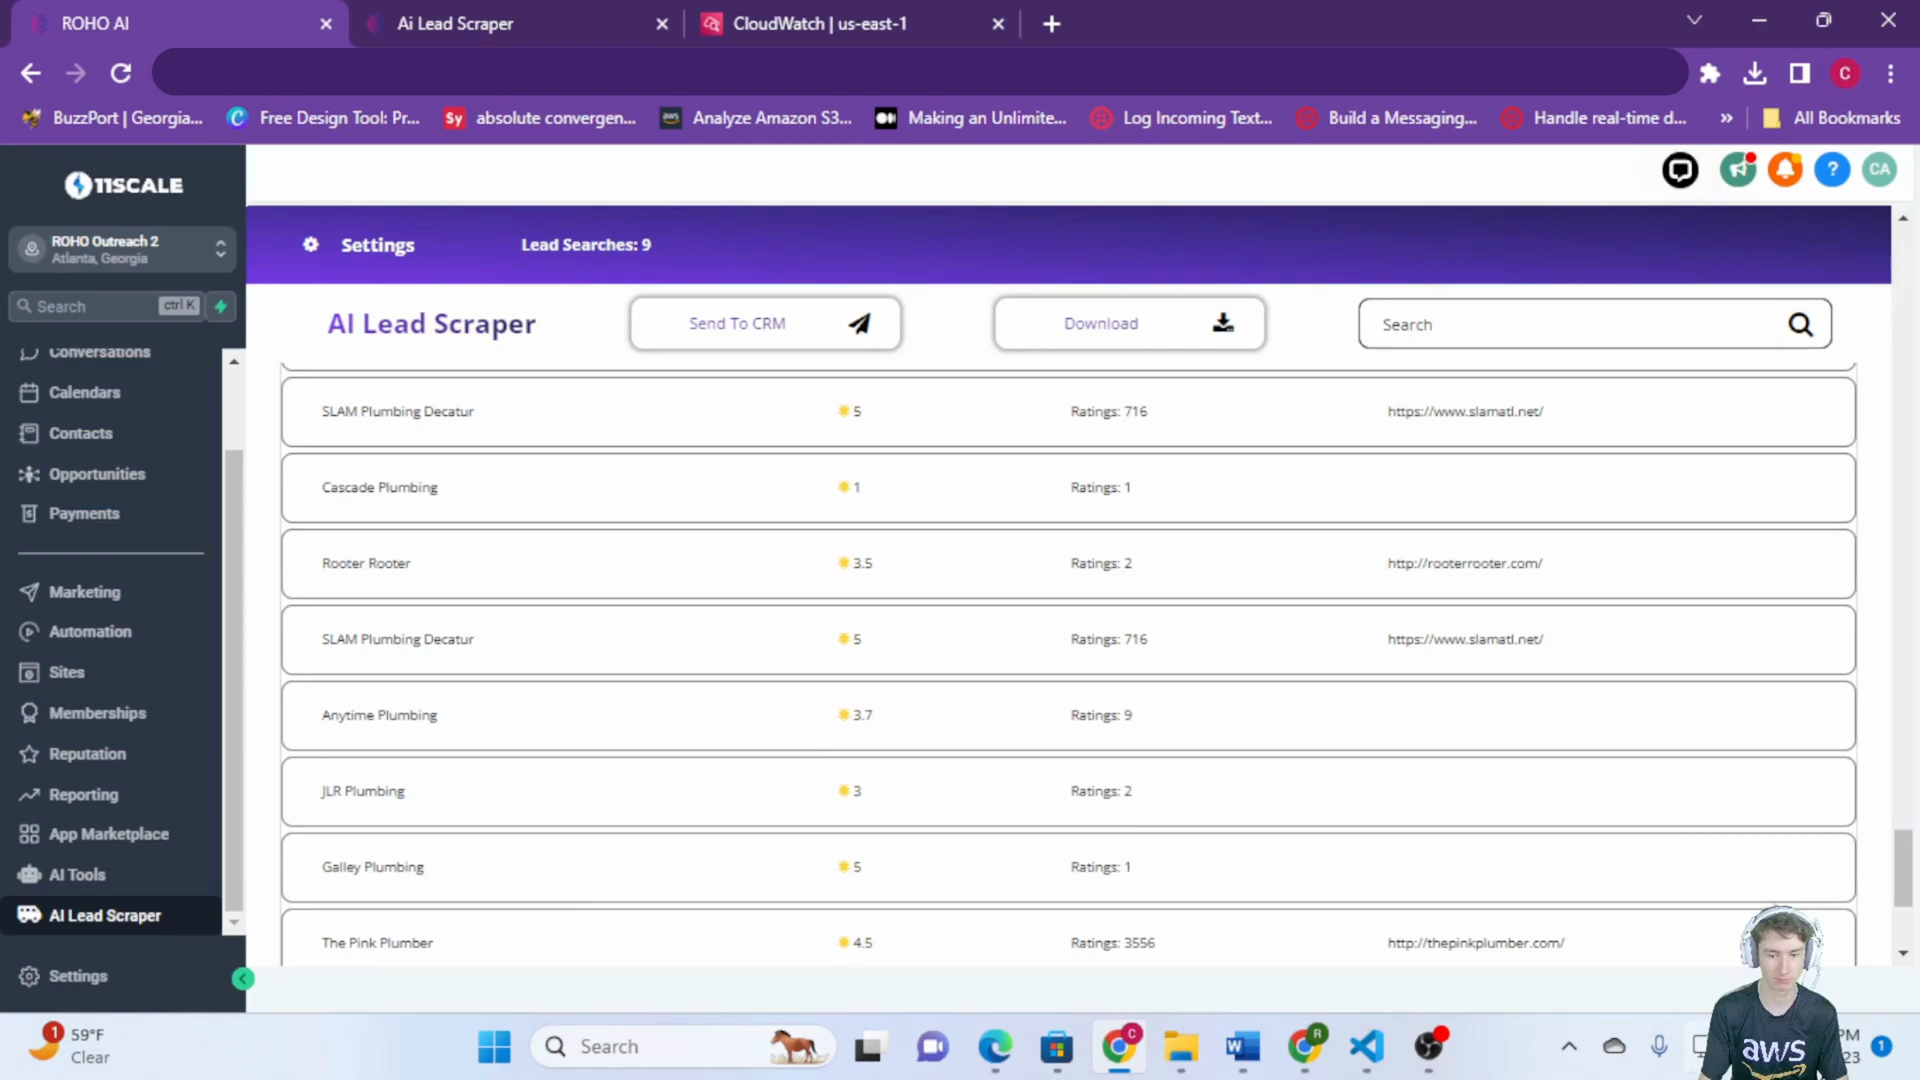 ROHO AI
Ai Lead Scraper
CloudWatch | us-east-1
C
BuzzPort | Georgia...
Free Design Tool: Pr...
Sy absolute convergen...
aws Analyze Amazon S3...
Making an Unlimite...
Log Incoming Text...
Build a Messaging...
Handle real-time d...
» All Bookmarks
11SCALE
? CA
ROHO Outreach 2
Atlanta, Georgia
Settings
Lead Searches: 9
Search ctrl K
AI Lead Scraper
Send To CRM
Download
Search
Conversations
Calendars
Contacts
Opportunities
Payments
Marketing
Automation
Sites
Memberships
Reputation
Reporting
App Marketplace
AI Tools
AI Lead Scraper
Settings
SLAM Plumbing Decatur 5 Ratings: 716 https://www.slamatl.net/
Cascade Plumbing 1 Ratings: 1
Rooter Rooter 3.5 Ratings: 2 http://rooterrooter.com/
SLAM Plumbing Decatur 5 Ratings: 716 https://www.slamatl.net/
Anytime Plumbing 3.7 Ratings: 9
JLR Plumbing 3 Ratings: 2
Galley Plumbing 5 Ratings: 1
The Pink Plumber 4.5 Ratings: 3556 http://thepinkplumber.com/
1 59°F
Clear
Search
C
W
R
PM
23
1
aws